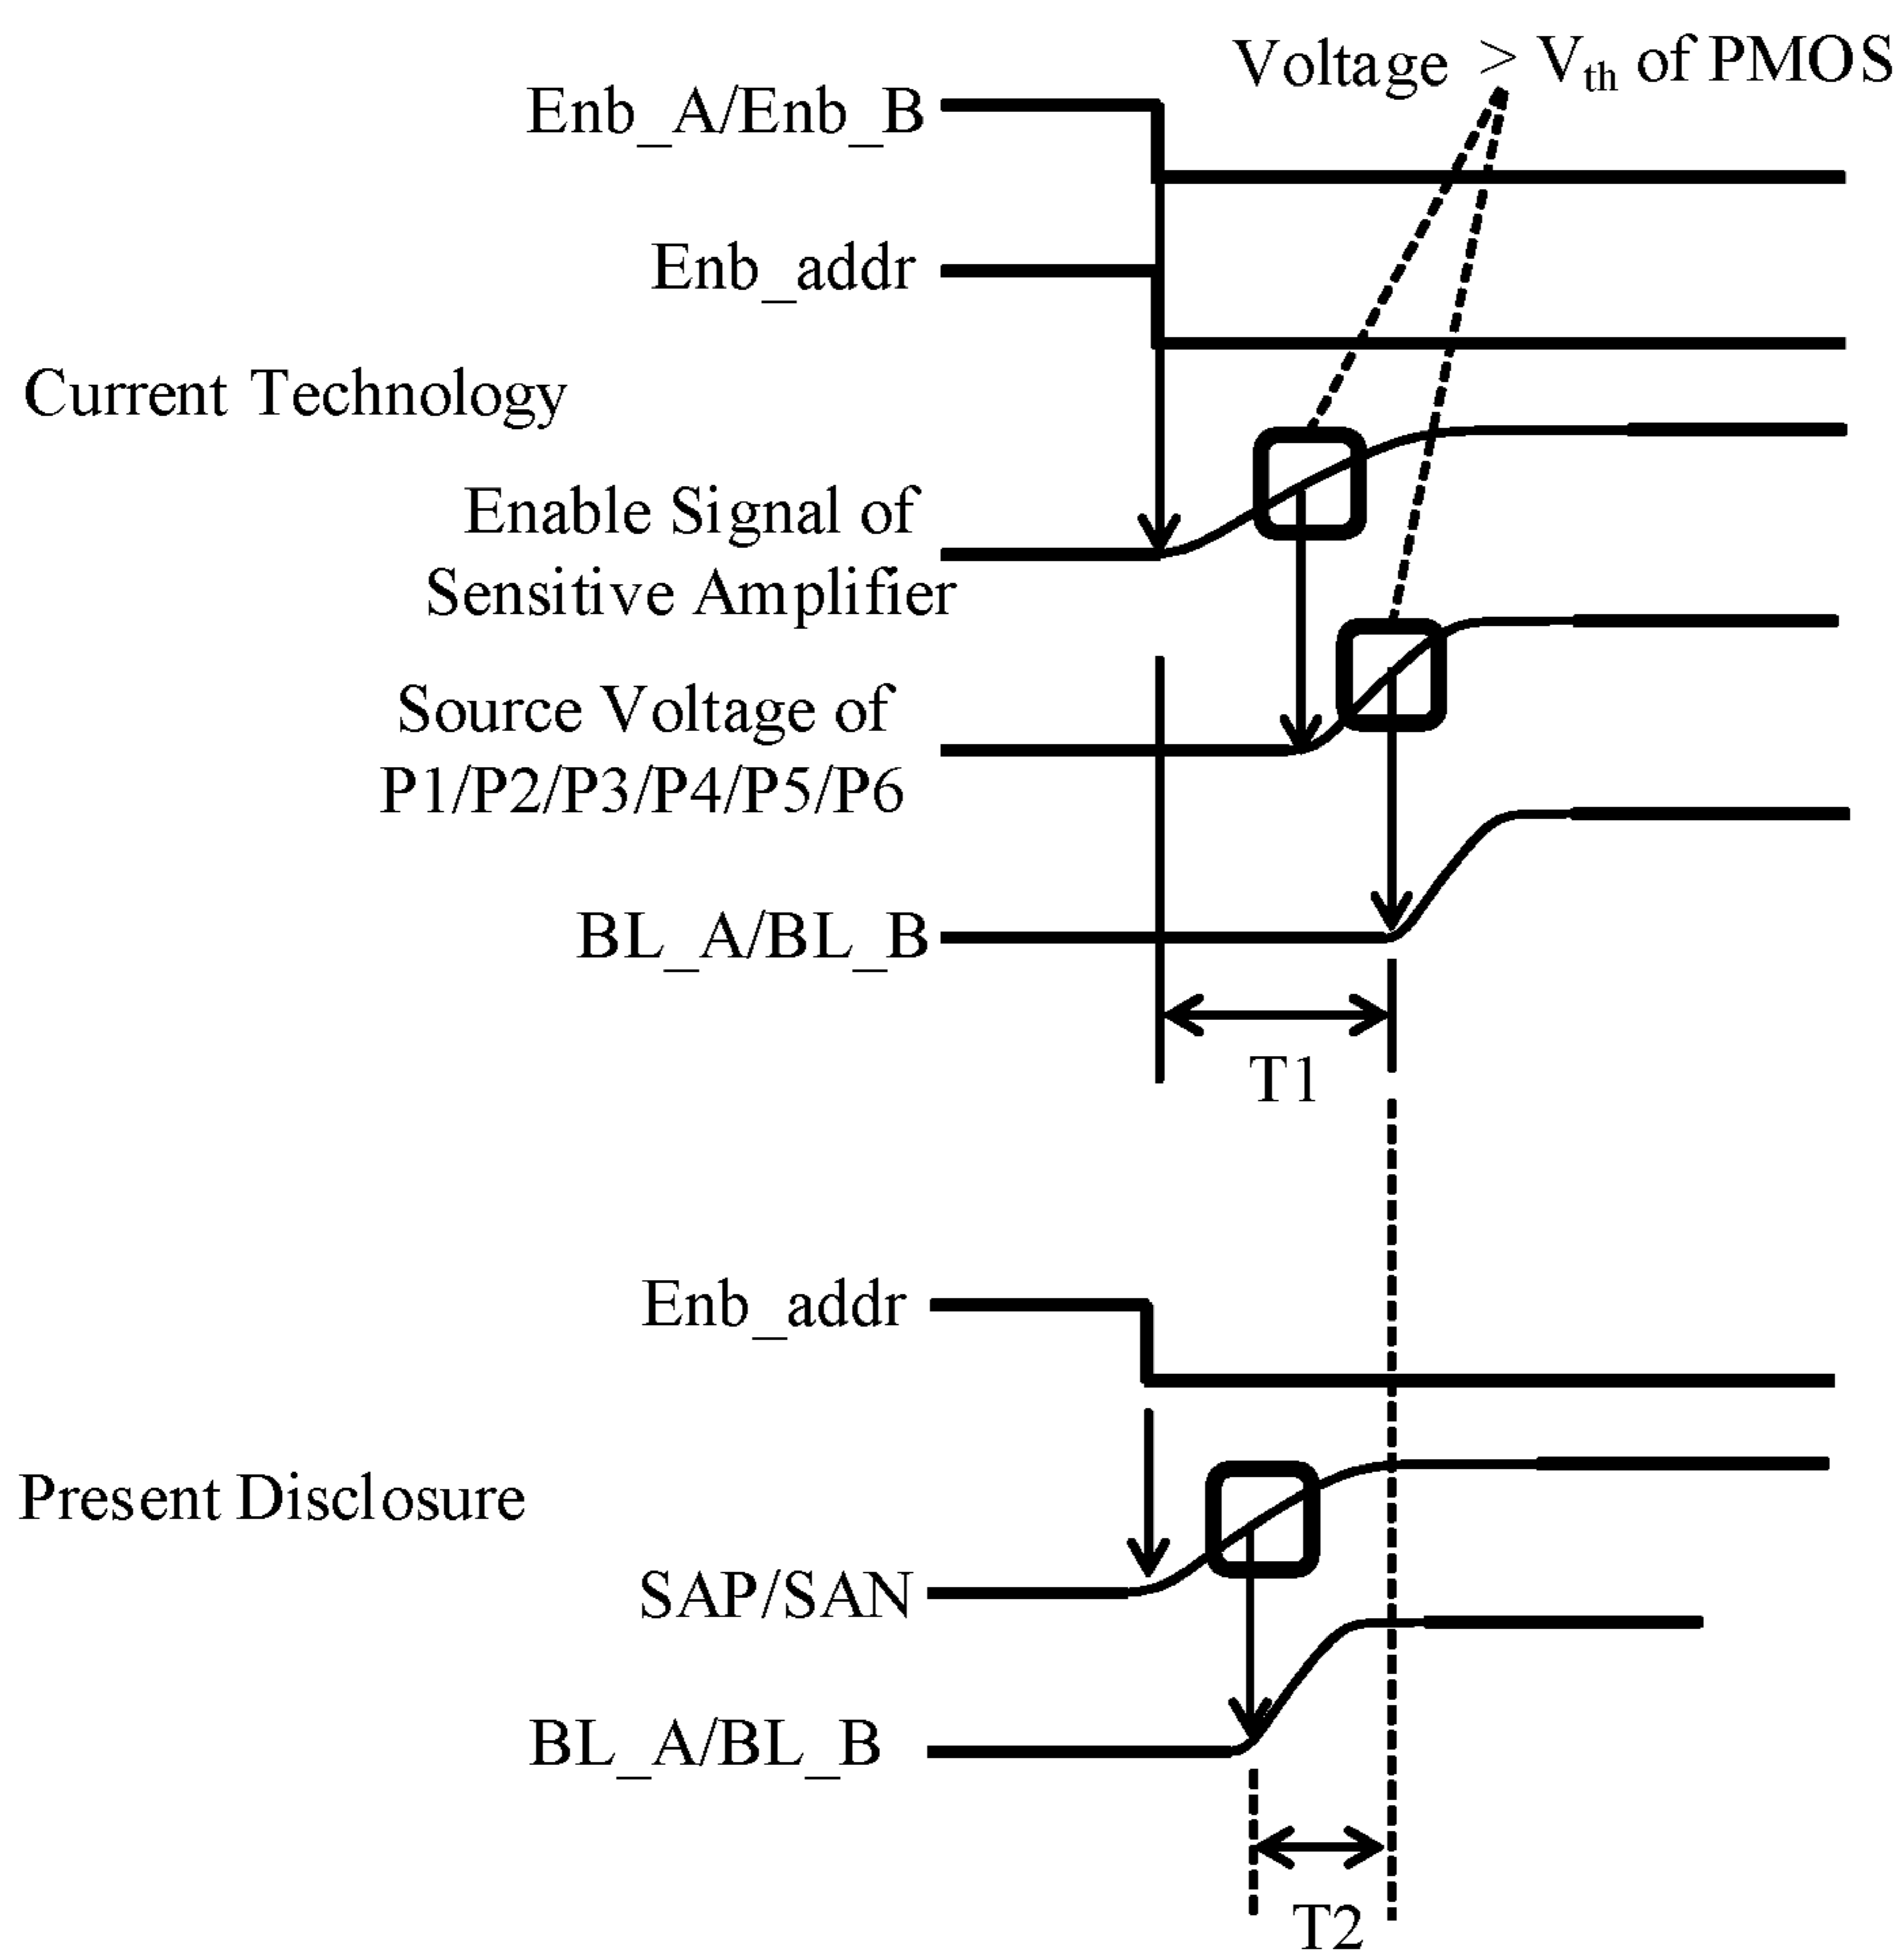 Voltage > Vth of PMOS
Enb_A/Enb_B
Enb_addr
Current Technology
Enable Signal of
Sensitive Amplifier
Source Voltage of
P1/P2/P3/P4/P5/P6
BL_A/BL_B
T1
Enb_addr
Present Disclosure
SAP/SAN
BL_A/BL_B
T2